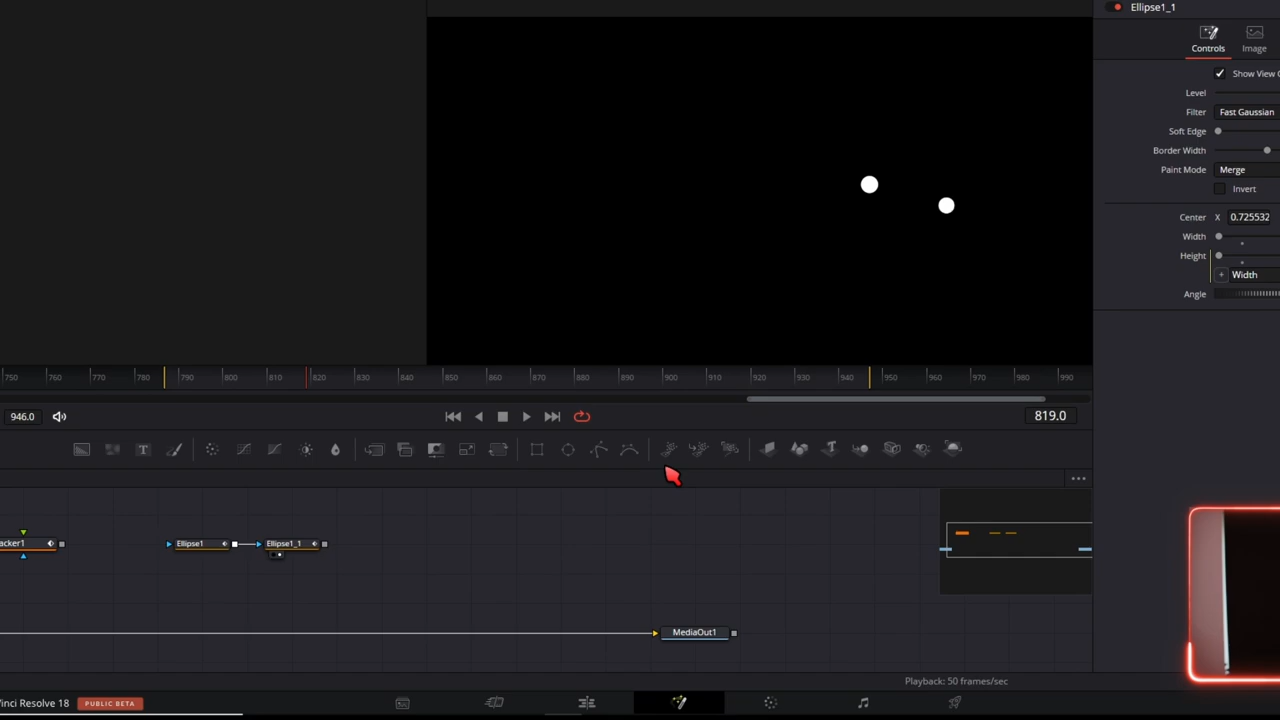 Ellipse1_1
Controls
Image
Show View
Level
Filter
Fast Gaussian
Soft Edge
Border Width
Paint Mode
Merge
Invert
Center
X
0.725532
Width
Height
Width
Angle
750
760
770
780
790
800
810
820
830
840
850
860
870
880
890
900
910
920
930
940
950
960
970
980
990
946.0
819.0
T
acker1
Ellipse1
Ellipse1_1
MediaOut1
Playback: 50 frames/sec
Vinci Resolve 18
PUBLIC BETA